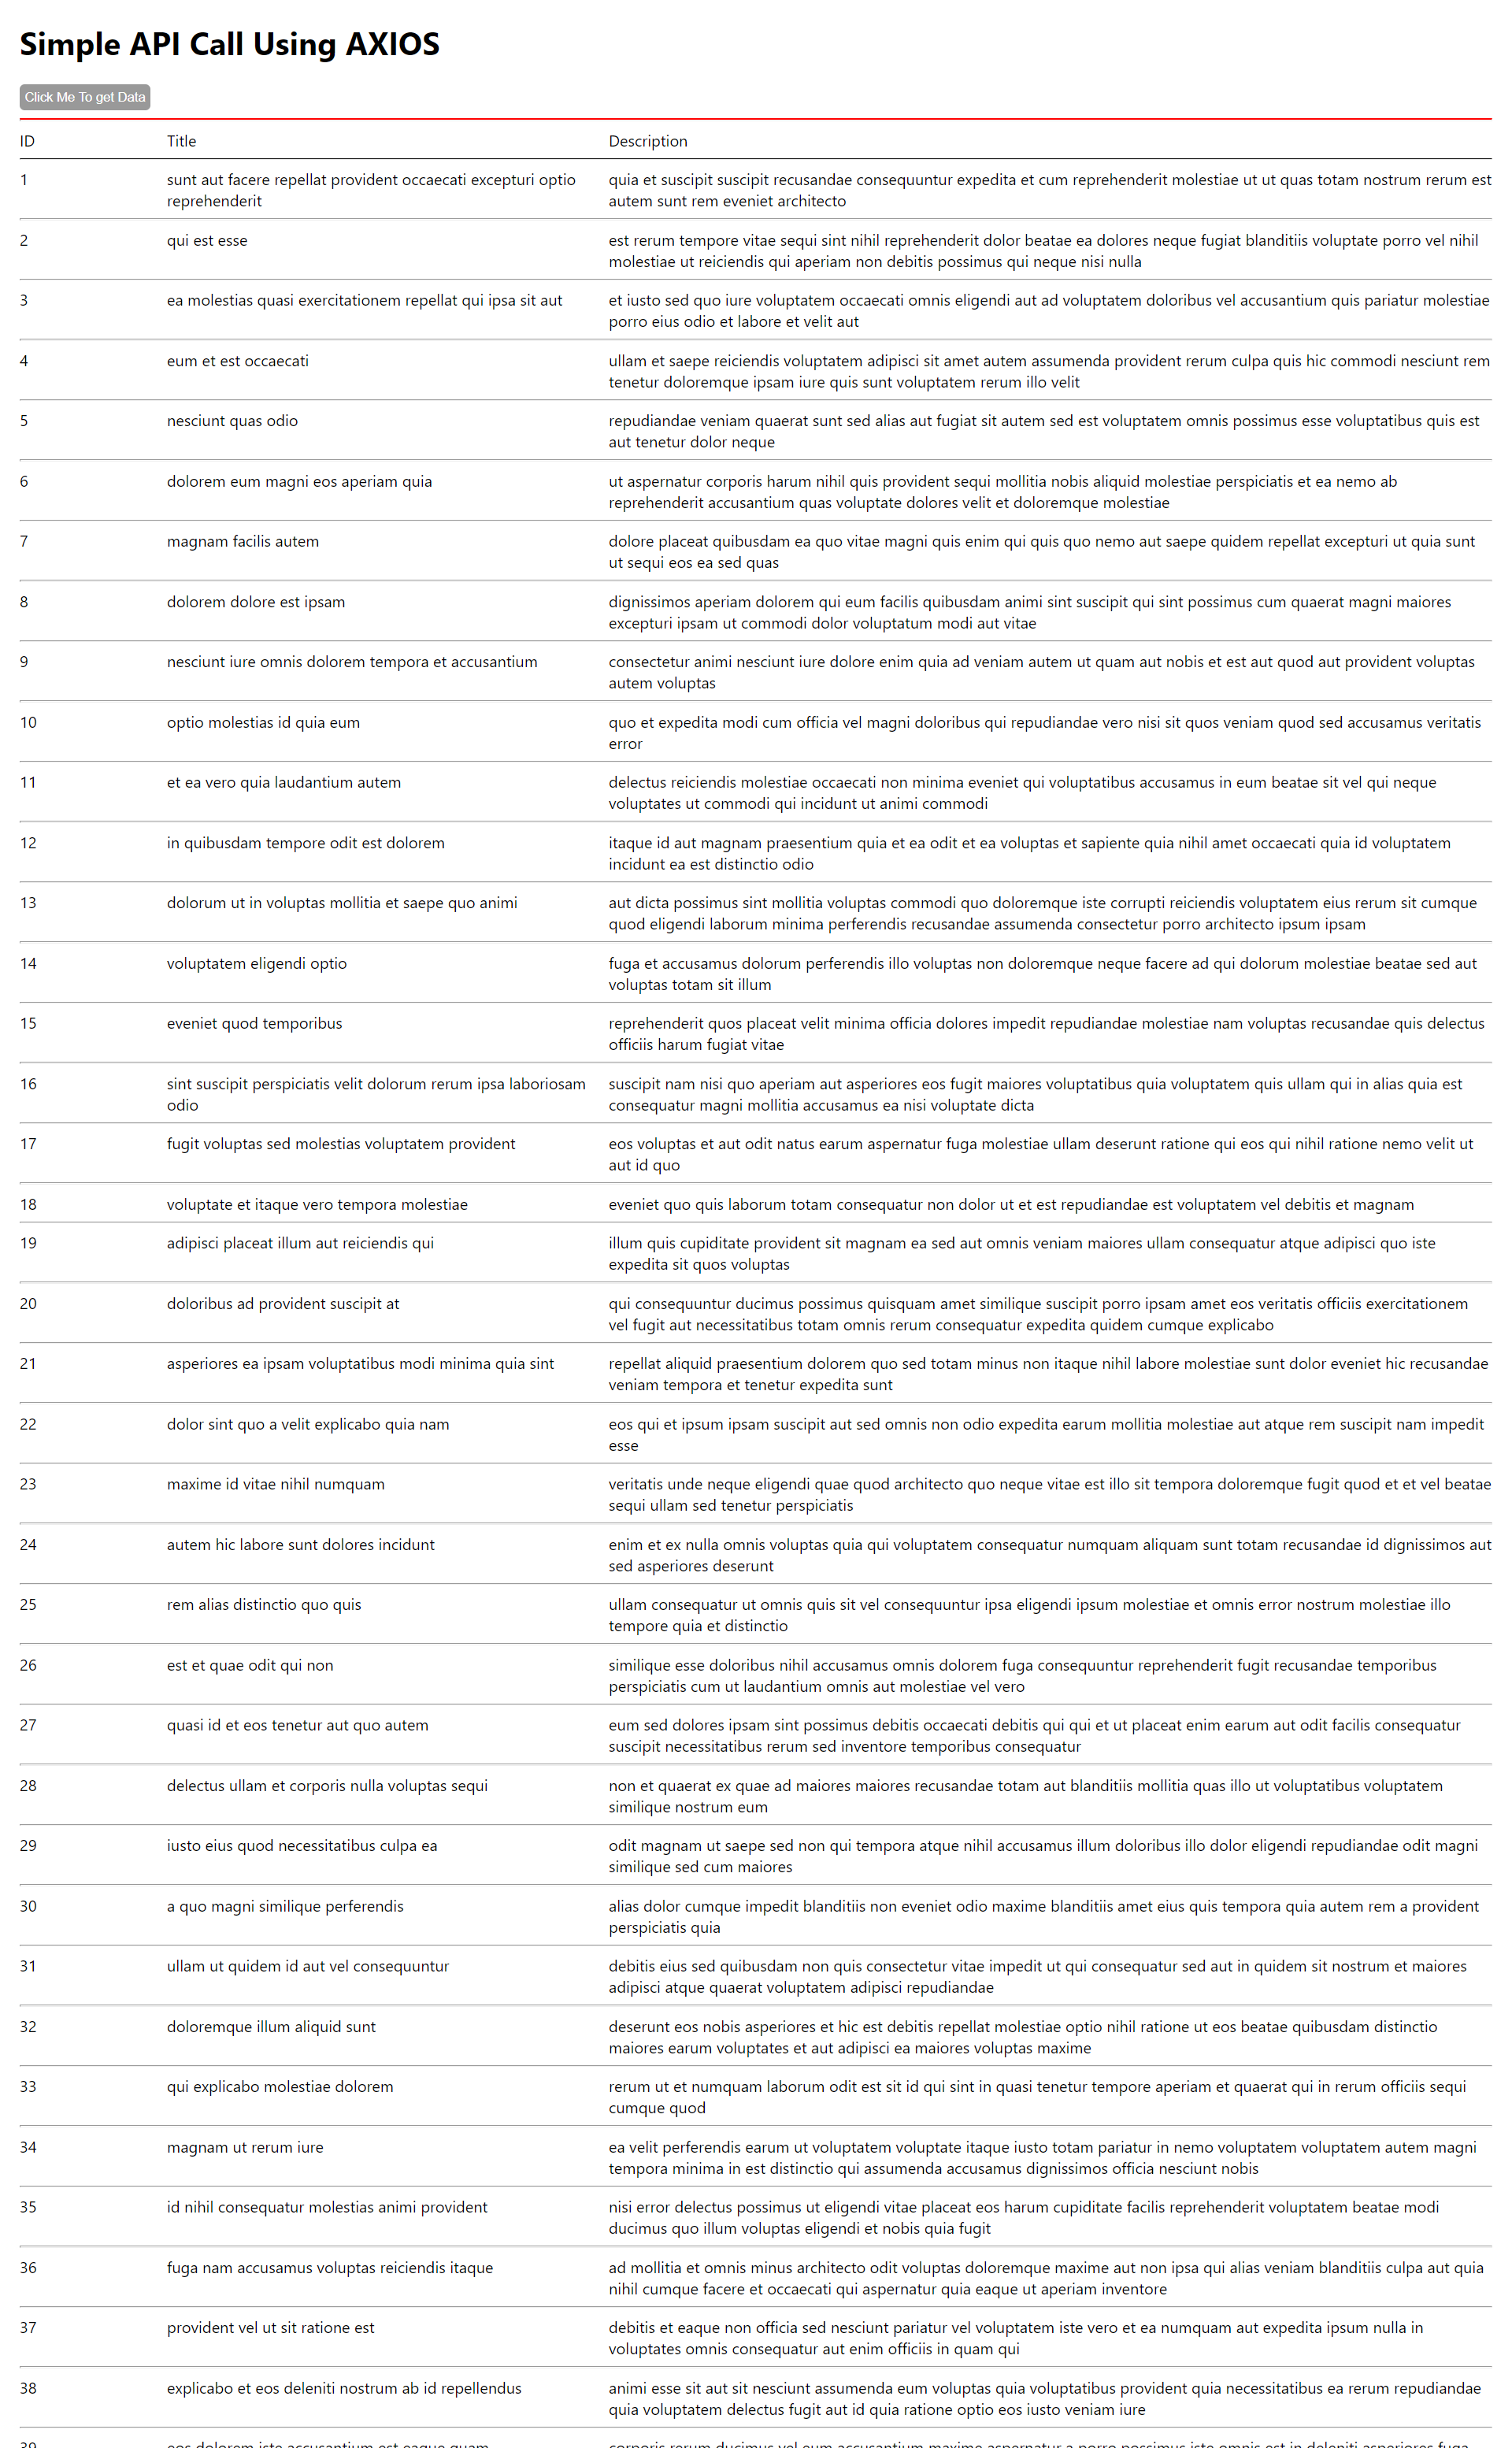 Simple API Call Using AXIOS
Click Me To get Data
ID Title Description
1 sunt aut facere repellat provident occaecati excepturi optio quia et suscipit suscipit recusandae consequuntur expedita et cum reprehenderit molestiae ut ut quas totam nostrum rerum est
reprehenderit autem sunt rem eveniet architecto
2 qui est esse est rerum tempore vitae sequi sint nihil reprehenderit dolor beatae ea dolores neque fugiat blanditiis voluptate porro vel nihil
molestiae ut reiciendis qui aperiam non debitis possimus qui neque nisi nulla
3 ea molestias quasi exercitationem repellat qui ipsa sit aut et iusto sed quo iure voluptatem occaecati omnis eligendi aut ad voluptatem doloribus vel accusantium quis pariatur molestiae
porro eius odio et labore et velit aut
4 eum et est occaecati ullam et saepe reiciendis voluptatem adipisci sit amet autem assumenda provident rerum culpa quis hic commodi nesciunt rem
tenetur doloremque ipsam iure quis sunt voluptatem rerum illo velit
5 nesciunt quas odio repudiandae veniam quaerat sunt sed alias aut fugiat sit autem sed est voluptatem omnis possimus esse voluptatibus quis est
aut tenetur dolor neque
6 dolorem eum magni eos aperiam quia ut aspernatur corporis harum nihil quis provident sequi mollitia nobis aliquid molestiae perspiciatis et ea nemo ab
reprehenderit accusantium quas voluptate dolores velit et doloremque molestiae
7 magnam facilis autem dolore placeat quibusdam ea quo vitae magni quis enim qui quis quo nemo aut saepe quidem repellat excepturi ut quia sunt
ut sequi eos ea sed quas
8 dolorem dolore est ipsam dignissimos aperiam dolorem qui eum facilis quibusdam animi sint suscipit qui sint possimus cum quaerat magni maiores
excepturi ipsam ut commodi dolor voluptatum modi aut vitae
9 nesciunt iure omnis dolorem tempora et accusantium consectetur animi nesciunt iure dolore enim quia ad veniam autem ut quam aut nobis et est aut quod aut provident voluptas
autem voluptas
10 optio molestias id quia eum quo et expedita modi cum officia vel magni doloribus qui repudiandae vero nisi sit quos veniam quod sed accusamus veritatis
error
11 et ea vero quia laudantium autem delectus reiciendis molestiae occaecati non minima eveniet qui voluptatibus accusamus in eum beatae sit vel qui neque
voluptates ut commodi qui incidunt ut animi commodi
12 in quibusdam tempore odit est dolorem itaque id aut magnam praesentium quia et ea odit et ea voluptas et sapiente quia nihil amet occaecati quia id voluptatem
incidunt ea est distinctio odio
13 dolorum ut in voluptas mollitia et saepe quo animi aut dicta possimus sint mollitia voluptas commodi quo doloremque iste corrupti reiciendis voluptatem eius rerum sit cumque
quod eligendi laborum minima perferendis recusandae assumenda consectetur porro architecto ipsum ipsam
14 voluptatem eligendi optio fuga et accusamus dolorum perferendis illo voluptas non doloremque neque facere ad qui dolorum molestiae beatae sed aut
voluptas totam sit illum
15 eveniet quod temporibus reprehenderit quos placeat velit minima officia dolores impedit repudiandae molestiae nam voluptas recusandae quis delectus
officiis harum fugiat vitae
16 sint suscipit perspiciatis velit dolorum rerum ipsa laboriosam suscipit nam nisi quo aperiam aut asperiores eos fugit maiores voluptatibus quia voluptatem quis ullam qui in alias quia est
odio consequatur magni mollitia accusamus ea nisi voluptate dicta
17 fugit voluptas sed molestias voluptatem provident eos voluptas et aut odit natus earum aspernatur fuga molestiae ullam deserunt ratione qui eos qui nihil ratione nemo velit ut
aut id quo
18 voluptate et itaque vero tempora molestiae eveniet quo quis laborum totam consequatur non dolor ut et est repudiandae est voluptatem vel debitis et magnam
19 adipisci placeat illum aut reiciendis qui illum quis cupiditate provident sit magnam ea sed aut omnis veniam maiores ullam consequatur atque adipisci quo iste
expedita sit quos voluptas
20 doloribus ad provident suscipit at qui consequuntur ducimus possimus quisquam amet similique suscipit porro ipsam amet eos veritatis officiis exercitationem
vel fugit aut necessitatibus totam omnis rerum consequatur expedita quidem cumque explicabo
21 asperiores ea ipsam voluptatibus modi minima quia sint repellat aliquid praesentium dolorem quo sed totam minus non itaque nihil labore molestiae sunt dolor eveniet hic recusandae
veniam tempora et tenetur expedita sunt
22 dolor sint quo a velit explicabo quia nam eos qui et ipsum ipsam suscipit aut sed omnis non odio expedita earum mollitia molestiae aut atque rem suscipit nam impedit
esse
23 maxime id vitae nihil numquam veritatis unde neque eligendi quae quod architecto quo neque vitae est illo sit tempora doloremque fugit quod et et vel beatae
sequi ullam sed tenetur perspiciatis
24 autem hic labore sunt dolores incidunt enim et ex nulla omnis voluptas quia qui voluptatem consequatur numquam aliquam sunt totam recusandae id dignissimos aut
sed asperiores deserunt
25 rem alias distinctio quo quis ullam consequatur ut omnis quis sit vel consequuntur ipsa eligendi ipsum molestiae et omnis error nostrum molestiae illo
tempore quia et distinctio
26 est et quae odit qui non similique esse doloribus nihil accusamus omnis dolorem fuga consequuntur reprehenderit fugit recusandae temporibus
perspiciatis cum ut laudantium omnis aut molestiae vel vero
27 quasi id et eos tenetur aut quo autem eum sed dolores ipsam sint possimus debitis occaecati debitis qui qui et ut placeat enim earum aut odit facilis consequatur
suscipit necessitatibus rerum sed inventore temporibus consequatur
28 delectus ullam et corporis nulla voluptas sequi non et quaerat ex quae ad maiores maiores recusandae totam aut blanditiis mollitia quas illo ut voluptatibus voluptatem
similique nostrum eum
29 iusto eius quod necessitatibus culpa ea odit magnam ut saepe sed non qui tempora atque nihil accusamus illum doloribus illo dolor eligendi repudiandae odit magni
similique sed cum maiores
30 a quo magni similique perferendis alias dolor cumque impedit blanditiis non eveniet odio maxime blanditiis amet eius quis tempora quia autem rem a provident
perspiciatis quia
31 ullam ut quidem id aut vel consequuntur debitis eius sed quibusdam non quis consectetur vitae impedit ut qui consequatur sed aut in quidem sit nostrum et maiores
adipisci atque quaerat voluptatem adipisci repudiandae
32 doloremque illum aliquid sunt deserunt eos nobis asperiores et hic est debitis repellat molestiae optio nihil ratione ut eos beatae quibusdam distinctio
maiores earum voluptates et aut adipisci ea maiores voluptas maxime
33 qui explicabo molestiae dolorem rerum ut et numquam laborum odit est sit id qui sint in quasi tenetur tempore aperiam et quaerat qui in rerum officiis sequi
cumque quod
34 magnam ut rerum iure ea velit perferendis earum ut voluptatem voluptate itaque iusto totam pariatur in nemo voluptatem voluptatem autem magni
tempora minima in est distinctio qui assumenda accusamus dignissimos officia nesciunt nobis
35 id nihil consequatur molestias animi provident nisi error delectus possimus ut eligendi vitae placeat eos harum cupiditate facilis reprehenderit voluptatem beatae modi
ducimus quo illum voluptas eligendi et nobis quia fugit
36 fuga nam accusamus voluptas reiciendis itaque ad mollitia et omnis minus architecto odit voluptas doloremque maxime aut non ipsa qui alias veniam blanditiis culpa aut quia
nihil cumque facere et occaecati qui aspernatur quia eaque ut aperiam inventore
37 provident vel ut sit ratione est debitis et eaque non officia sed nesciunt pariatur vel voluptatem iste vero et ea numquam aut expedita ipsum nulla in
voluptates omnis consequatur aut enim officiis in quam qui
38 explicabo et eos deleniti nostrum ab id repellendus animi esse sit aut sit nesciunt assumenda eum voluptas quia voluptatibus provident quia necessitatibus ea rerum repudiandae
quia voluptatem delectus fugit aut id quia ratione optio eos iusto veniam iure
39 eos dolorem iste accusantium est eaque quam corporis rerum ducimus vel eum accusantium maxime aspernatur a porro possimus iste omnis est in deleniti asperiores fuga